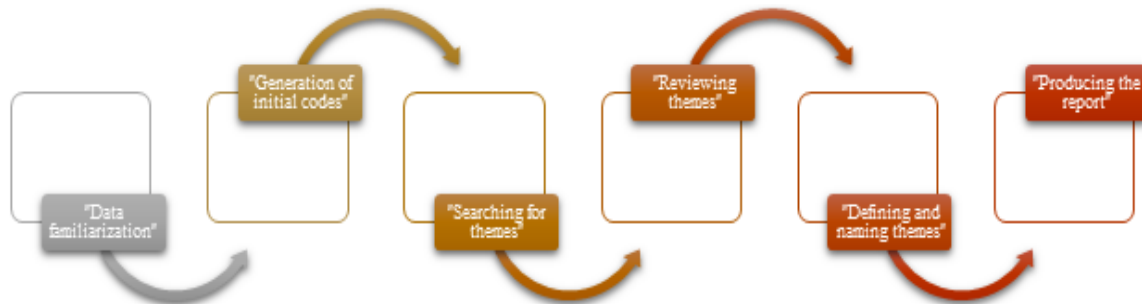 "Data
familiarization"
"Generation of
initial codes"
"Searching for
themes"
"Reviewing
themes"
"Defining and
naming themes"
"Producing the
report"